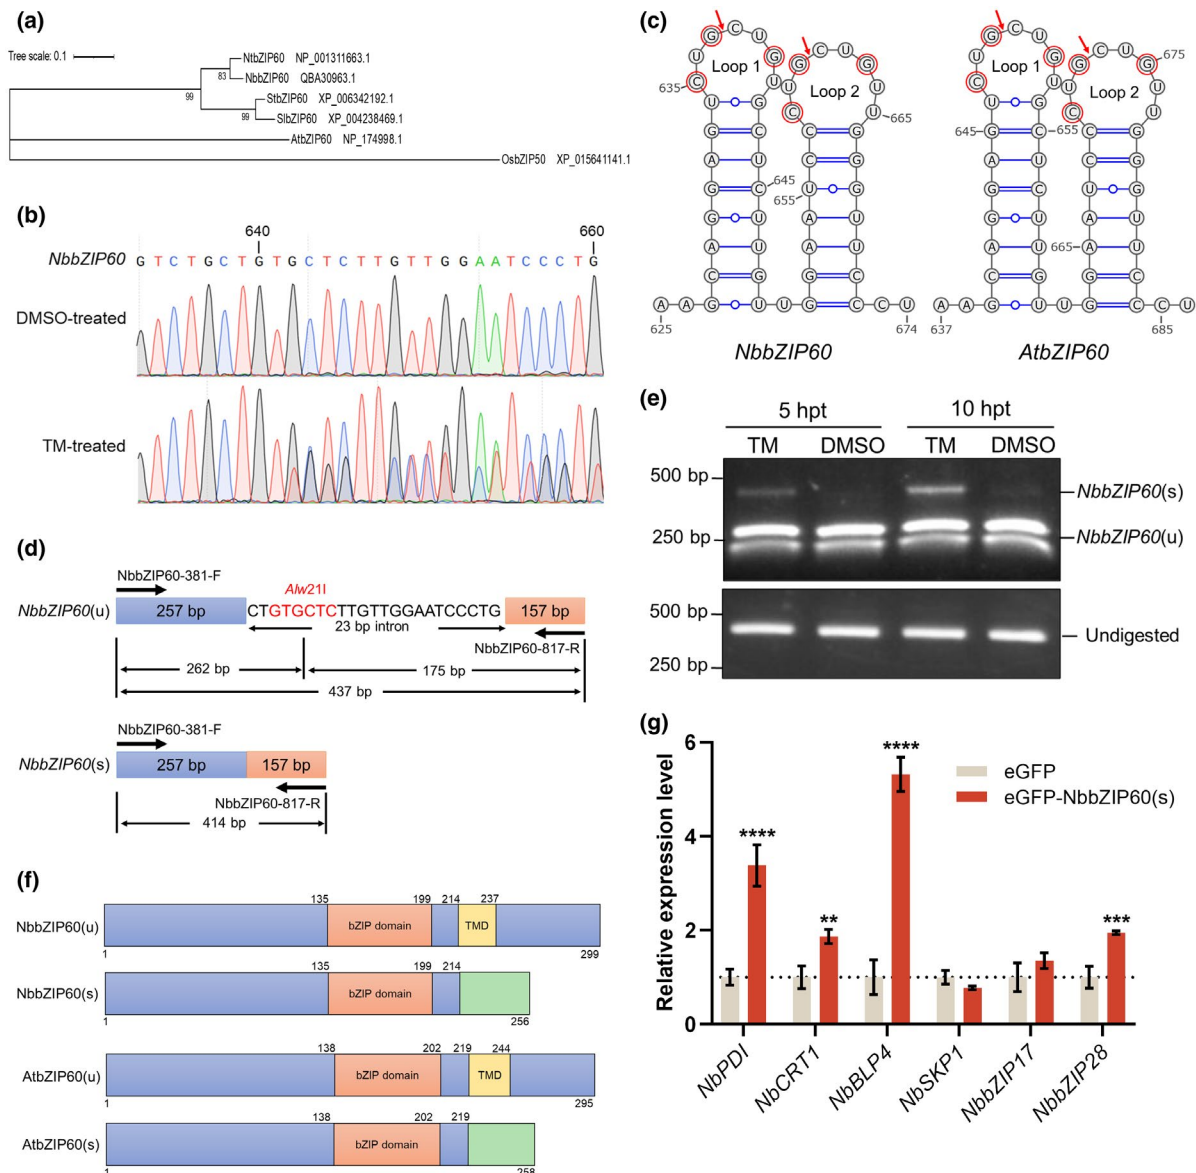 (a)
Tree scale: 0.1
NtbZIP60 NP_001311663.1
83
NbbZIP60 QBA30963.1
99
StbZIP60 XP_006342192.1
99
SlbZIP60 XP_004238469.1
AtbZIP60 NP_174998.1
OsbZIP50 XP_015641141.1
(b)
640 660
NbbZIP60 G T C T G C T G T G C T C T T G T T G G A A T C C C T G
DMSO-treated
TM-treated
(c)
Loop 1
Loop 2
635
665
645
655
A A G
U U G
C C U
625
674
NbbZIP60
Loop 1
Loop 2
675
645
655
665
A A G
U U G
C C U
637
685
AtbZIP60
(d)
NbbZIP60-381-F
Alw21I
NbbZIP60(u) 257 bp CTGTGCTCTTGTTGGAATCCCTG 157 bp
23 bp intron
NbbZIP60-817-R
262 bp 175 bp
437 bp
NbbZIP60-381-F
NbbZIP60(s) 257 bp 157 bp
NbbZIP60-817-R
414 bp
(e)
5 hpt 10 hpt
TM DMSO TM DMSO
500 bp
NbbZIP60(s)
250 bp
NbbZIP60(u)
500 bp
Undigested
250 bp
(f)
135 199 214 237
NbbZIP60(u) bZIP domain TMD
1 299
135 199 214
NbbZIP60(s) bZIP domain
1 256
138 202 219 244
AtbZIP60(u) bZIP domain TMD
1 295
138 202 219
AtbZIP60(s) bZIP domain
1 258
(g)
Relative expression level
6
4
2
0
eGFP
eGFP-NbbZIP60(s)
**** ** **** ***
NbPDI NbCRT1 NbBLP4 NbSKP1 NbbZIP17 NbbZIP28